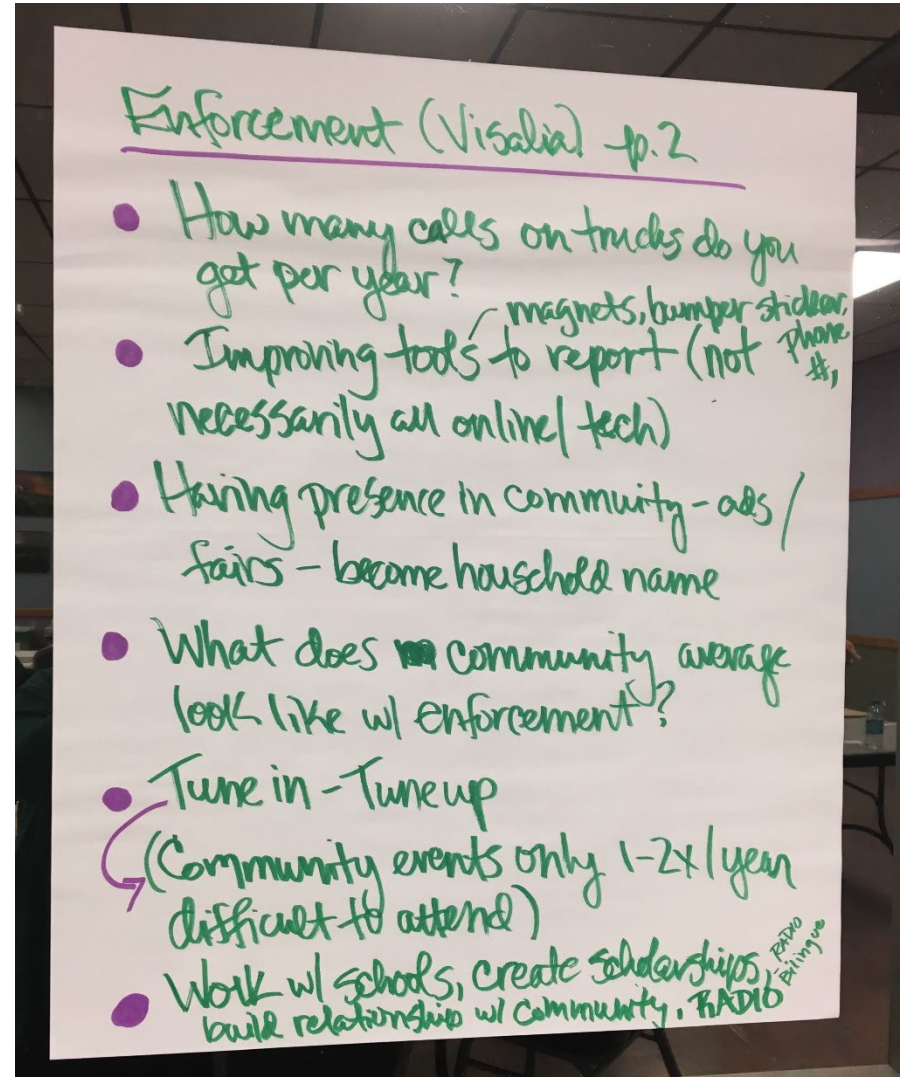 Enforcement (Visalia) p.2
• How many calls on trucks do you
get per year?
magnets, bumper sticker,
phone
#,
• Improving tools to report (not
necessarily all online/tech)
• Having presence in commuity - ads/
fairs - become household name
• What does community average
look like w/ enforcement?
• Tune in - Tune up
(Community events only 1-2x/year
difficult to attend)
• Work w/ schools, create scholarships,
build relationship w/ community, RADIO
- RADIO
Bilingue